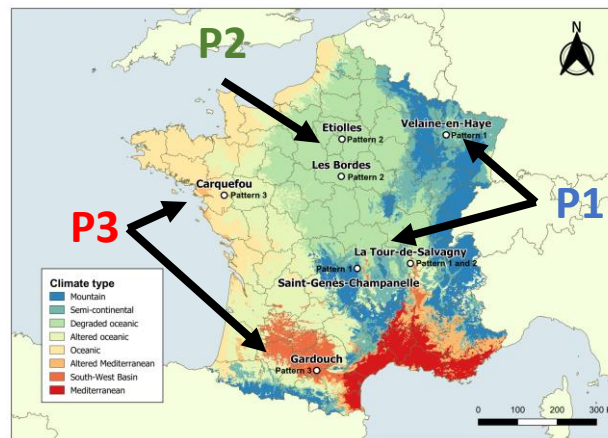 P2
N
Velaine-en-Haye
Pattern 1
Etiolles
Pattern 2
Les Bordes
Pattern 2
Carquefou
Pattern 3
P1
P3
La Tour-de-Salvagny
Pattern 1 and 2
Pattern 1
Saint-Genès-Champanelle
Climate type
Mountain
Semi-continental
Degraded oceanic
Altered oceanic
Oceanic
Altered Mediterranean
South-West Basin
Mediterranean
Gardouch
Pattern 3
0 100 200 300